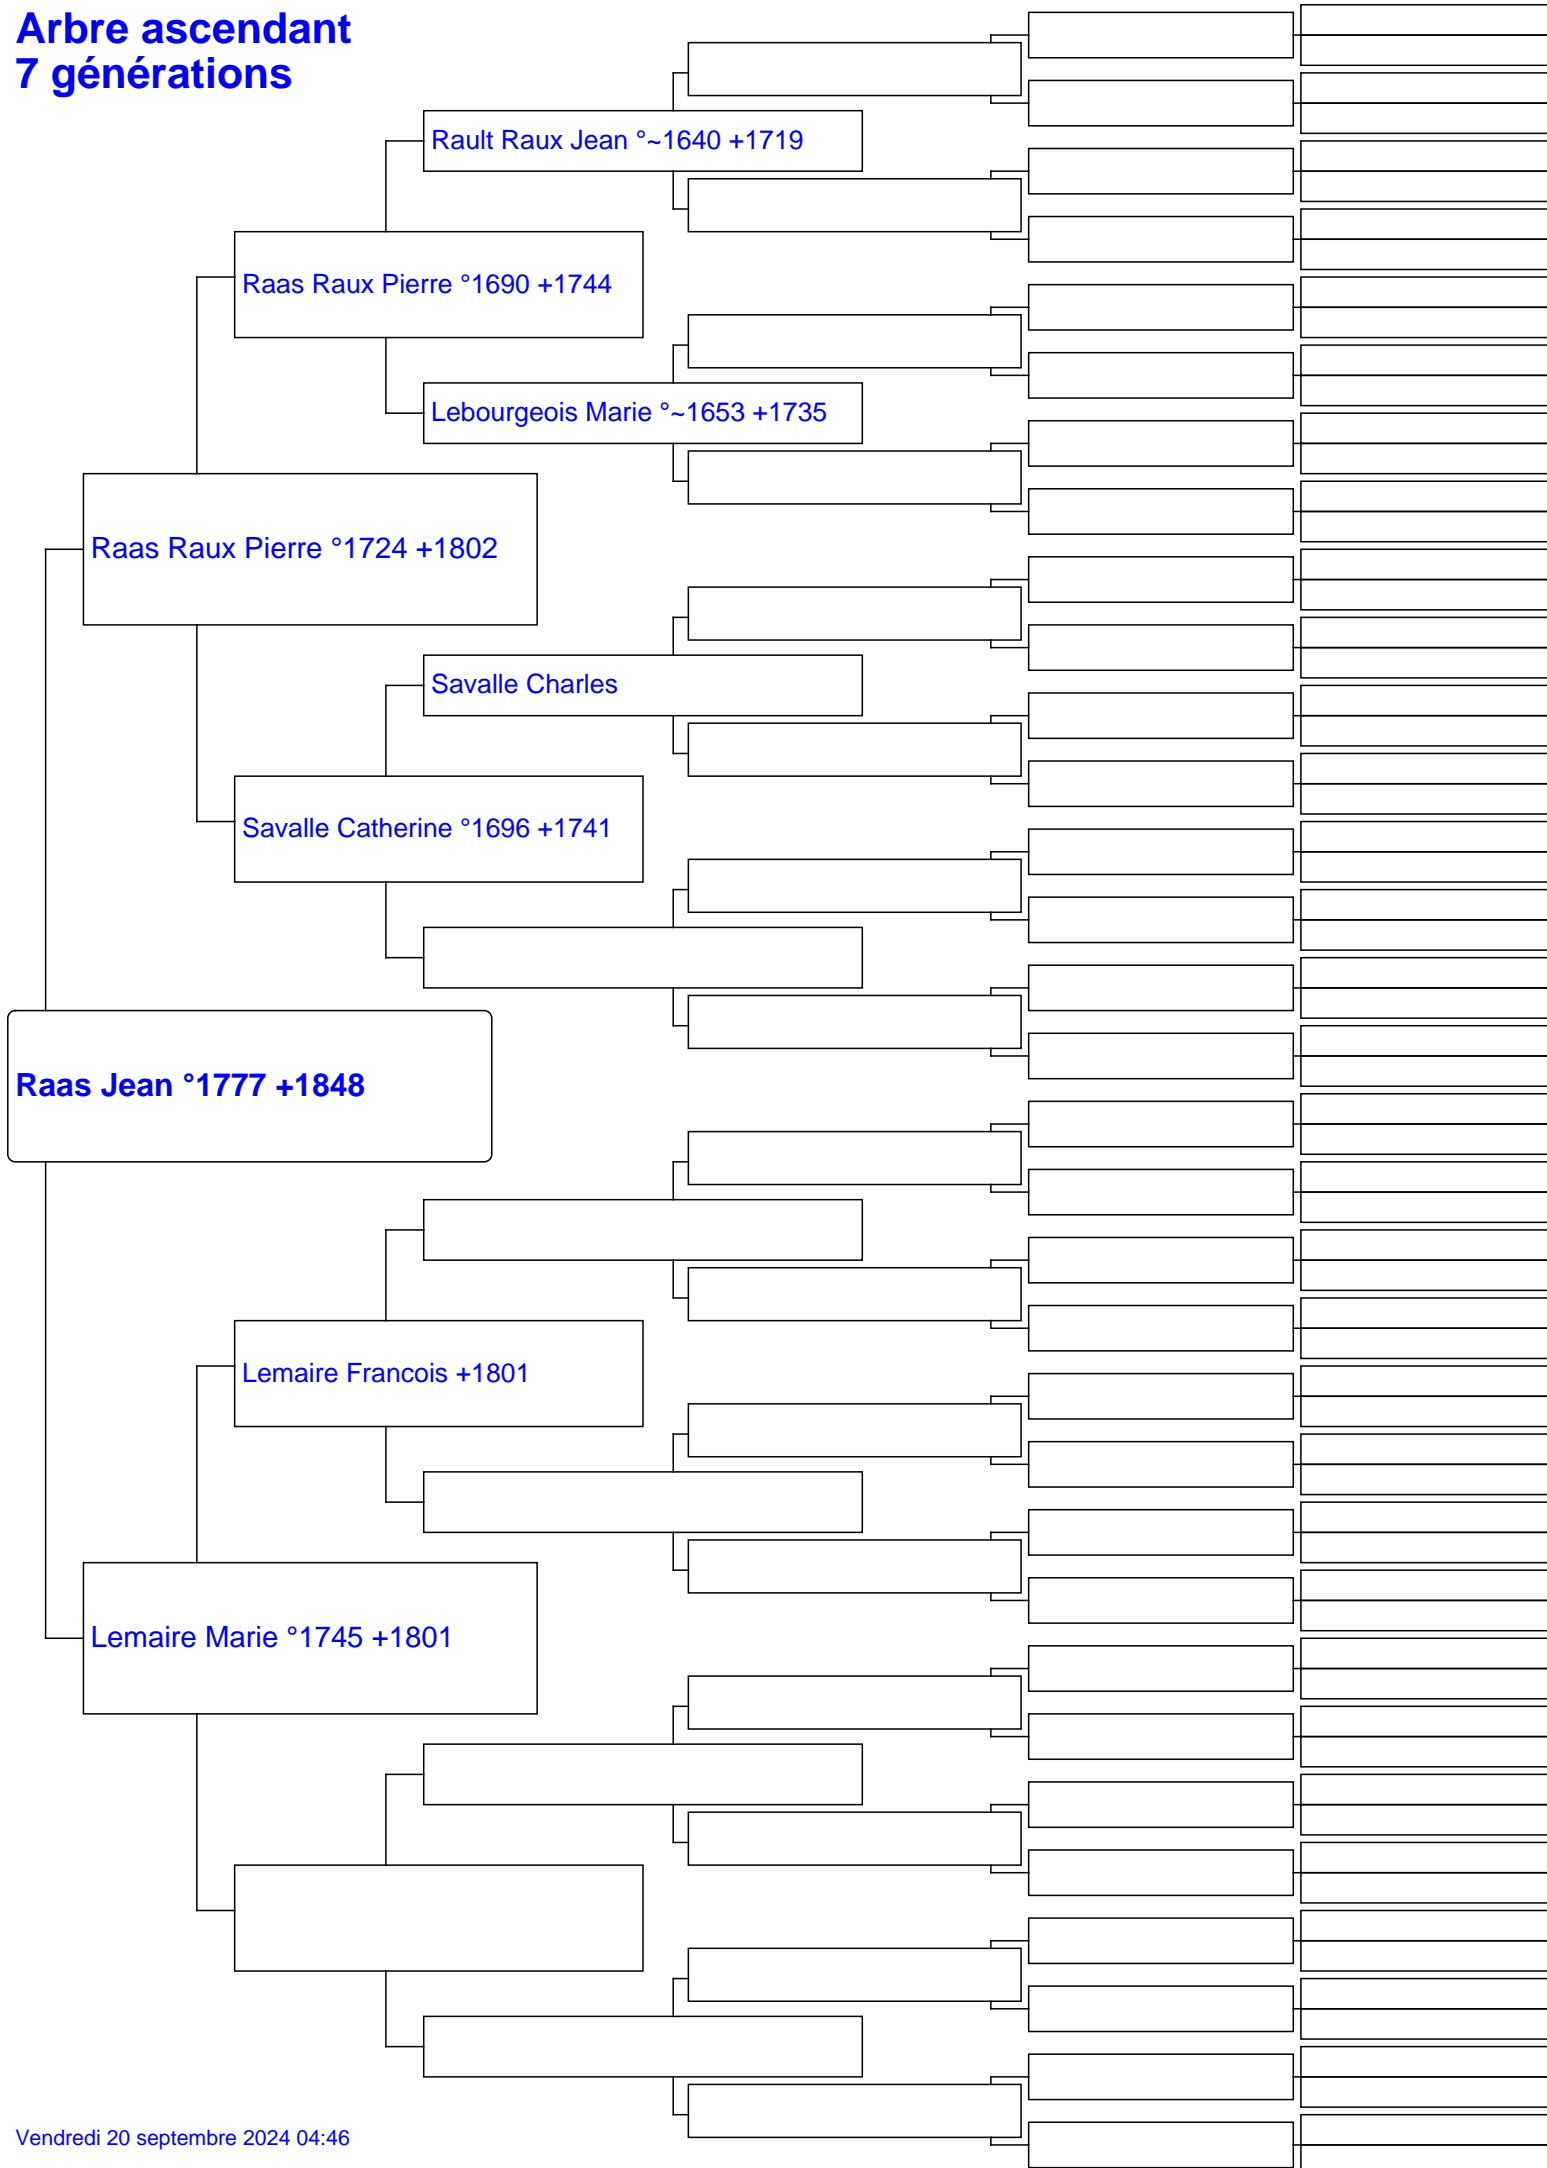 Arbre ascendant
7 générations
Rault Raux Jean °~1640 +1719
Raas Raux Pierre °1690 +1744
Lebourgeois Marie °~1653 +1735
Raas Raux Pierre °1724 +1802
Savalle Charles
Savalle Catherine °1696 +1741
Raas Jean °1777 +1848
Lemaire Francois +1801
Lemaire Marie °1745 +1801
Vendredi 20 septembre 2024 04:46